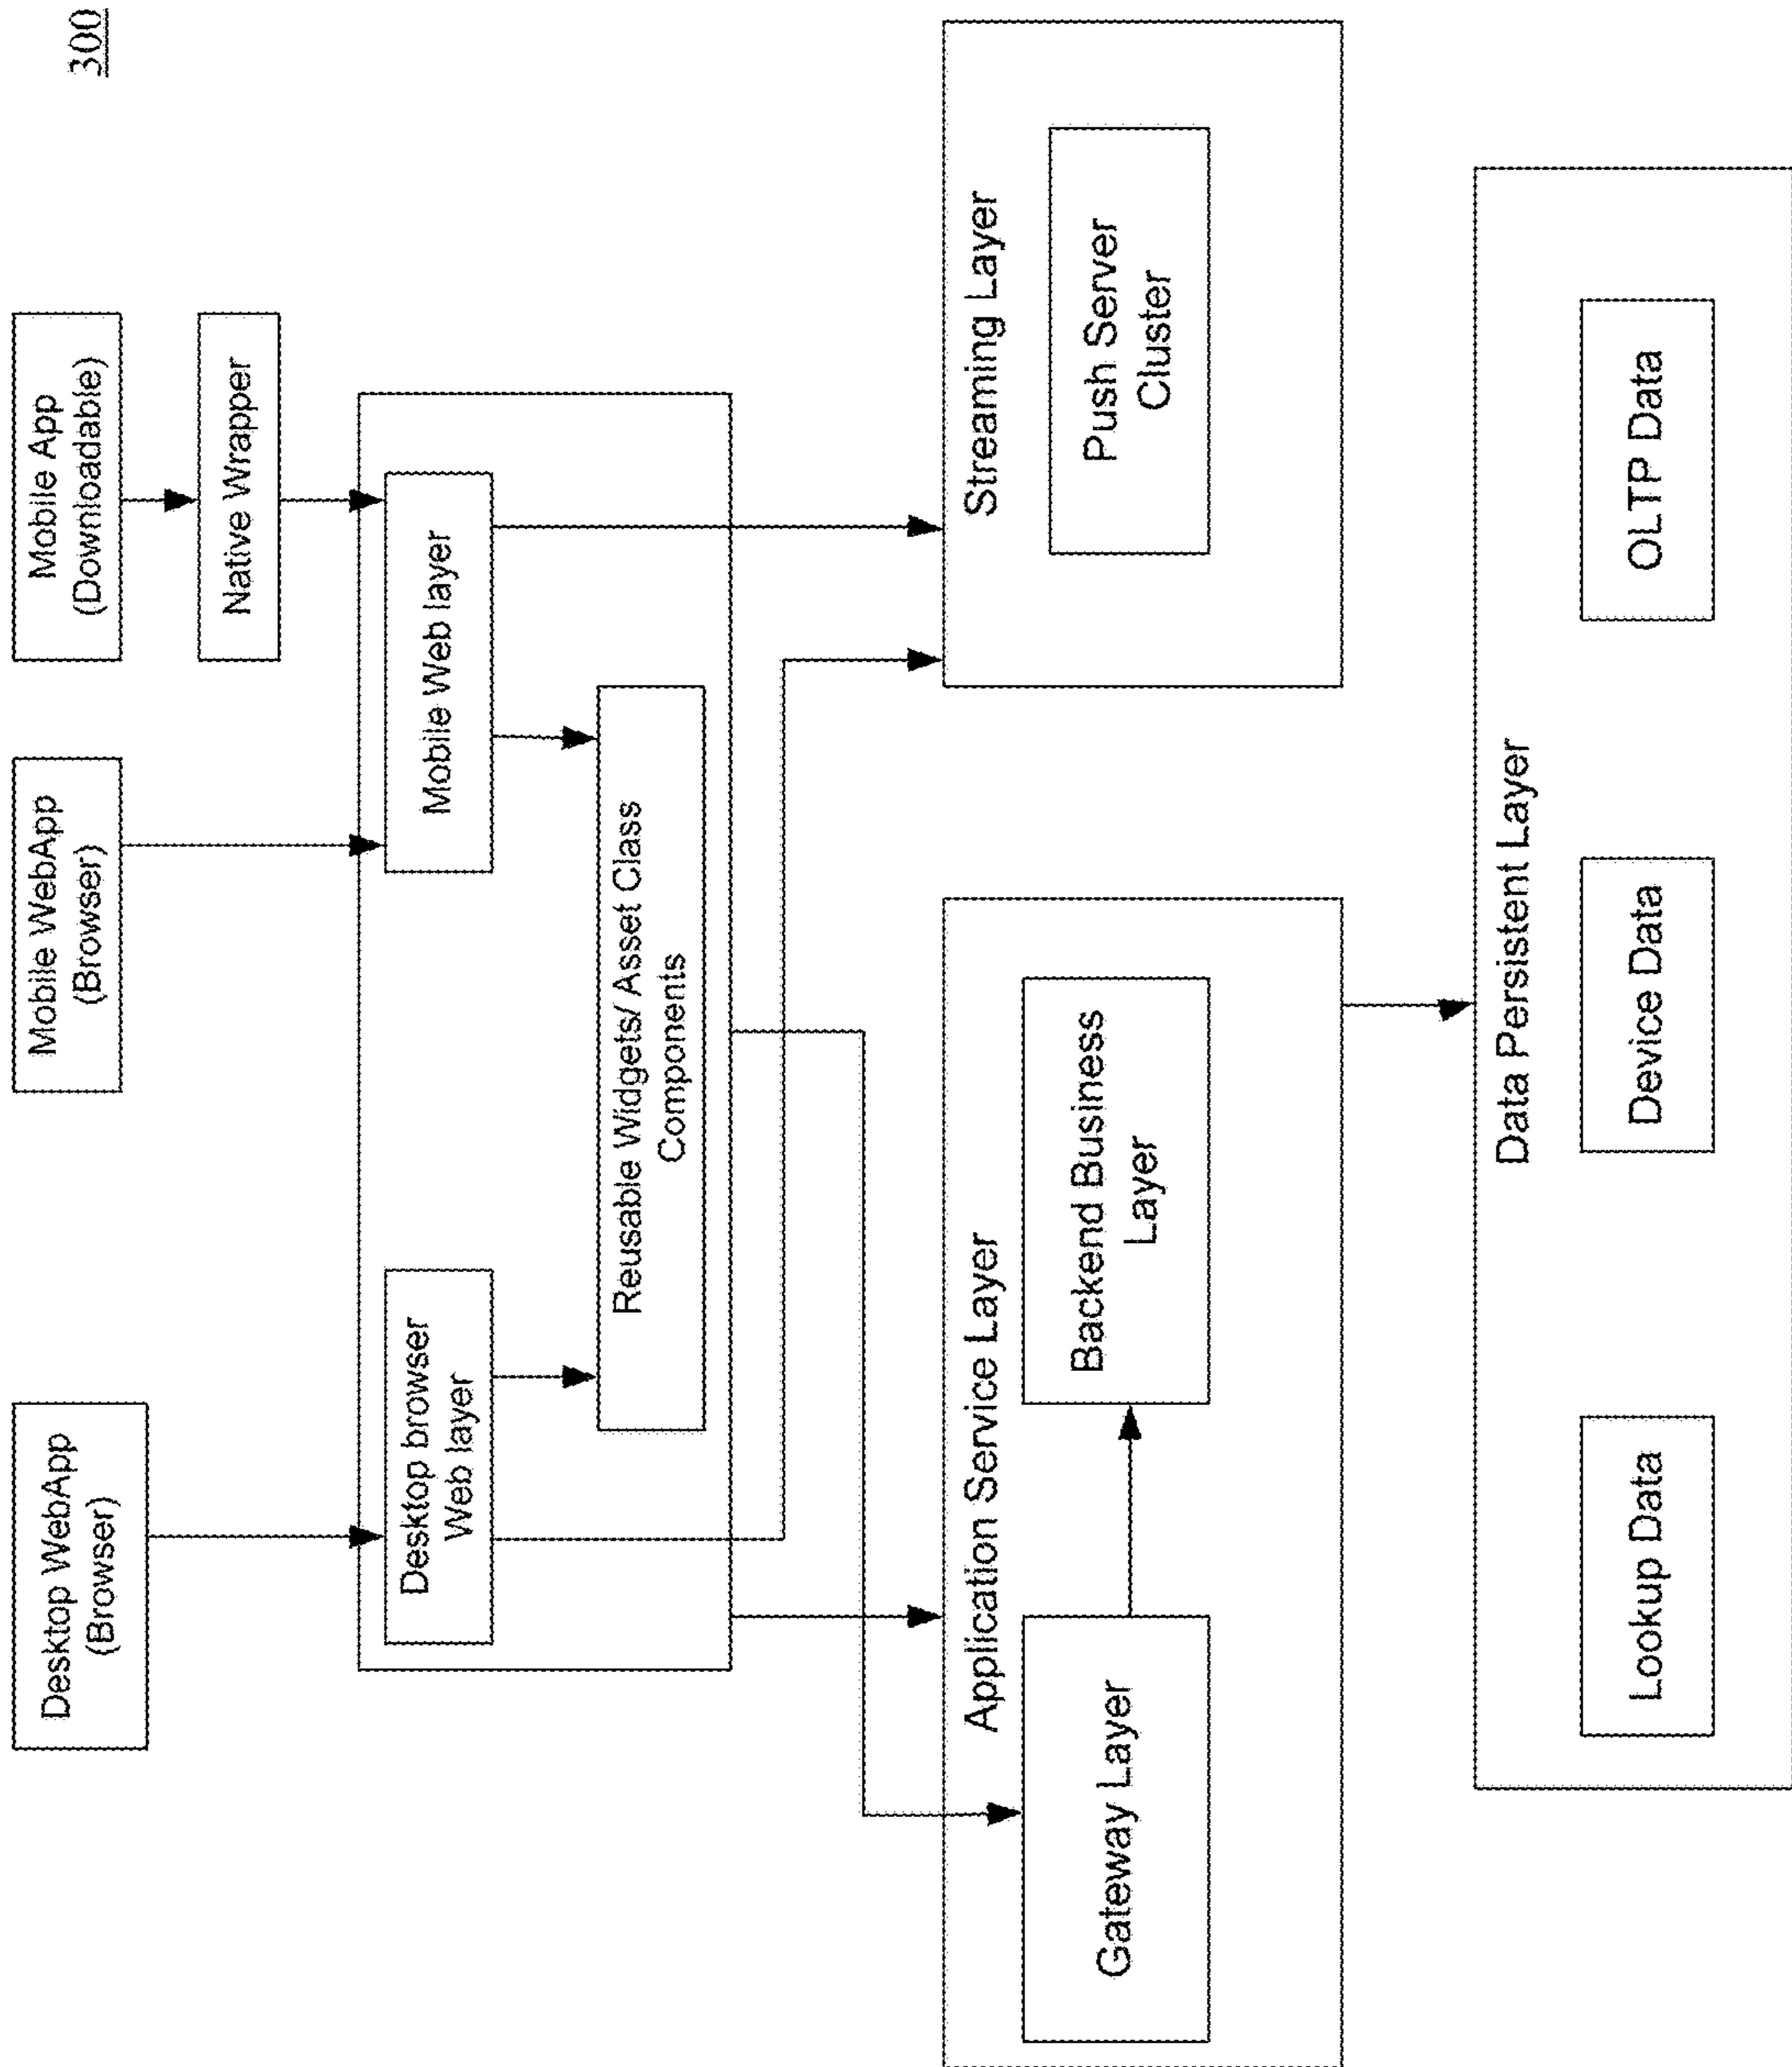 300
Desktop WebApp
(Browser)
Mobile WebApp
(Browser)
Mobile App
(Downloadable)
Native Wrapper
Desktop browser
Web layer
Mobile Web layer
Reusable Widgets/ Asset Class
Components
Application Service Layer
Gateway Layer
Backend Business
Layer
Streaming Layer
Push Server
Cluster
Data Persistent Layer
Lookup Data
Device Data
OLTP Data